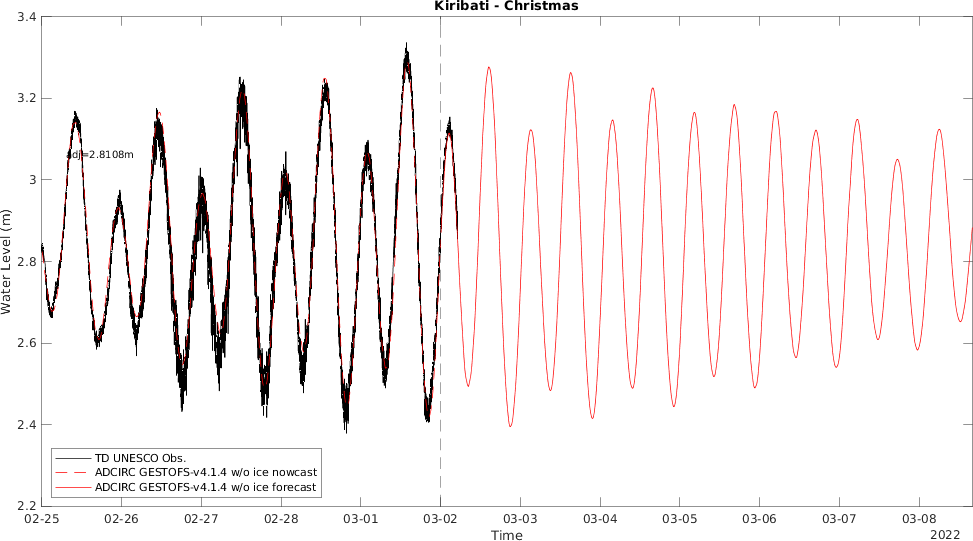 Kiribati - Christmas
3.4
3.2
3
2.8
2.6
2.4
2.2
Water Level (m)
adj=2.8108m
TD UNESCO Obs.
ADCIRC GESTOFS-v4.1.4 w/o ice nowcast
ADCIRC GESTOFS-v4.1.4 w/o ice forecast
02-25 02-26 02-27 02-28 03-01 03-02 03-03 03-04 03-05 03-06 03-07 03-08
Time
2022